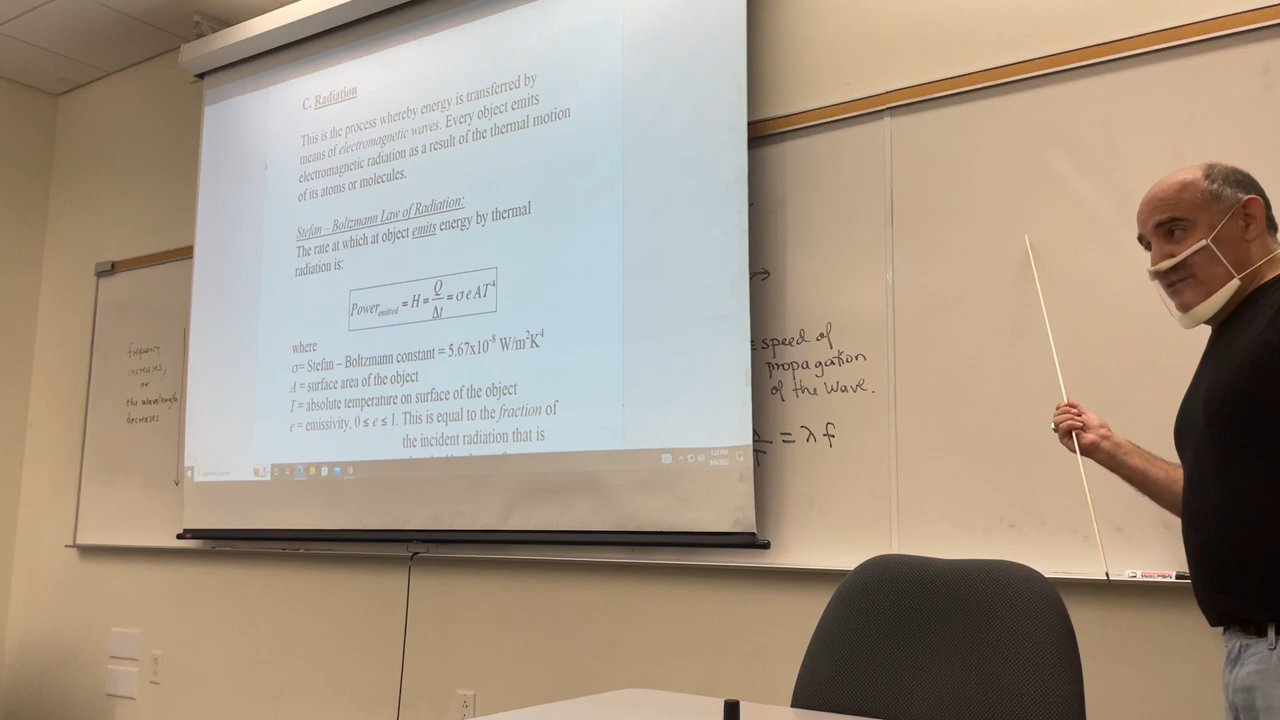 C. Radiation
This is the process whereby energy is transferred by
means of electromagnetic waves. Every object emits
electromagnetic radiation as a result of the thermal motion
of its atoms or molecules.
Stefan – Boltzmann Law of Radiation:
The rate at which at object emits energy by thermal
radiation is:
Power_emitted = H = Q/Δt = σ e A T⁴
where
σ= Stefan – Boltzmann constant = 5.67x10⁻⁸ W/m²K⁴
A = surface area of the object
T = absolute temperature on surface of the object
e = emissivity, 0 ≤ e ≤ 1. This is equal to the fraction of
the incident radiation that is
frequency
increases,
or
the wavelength
decreases
= speed of
propagation
of the wave.
λ/T = λ f